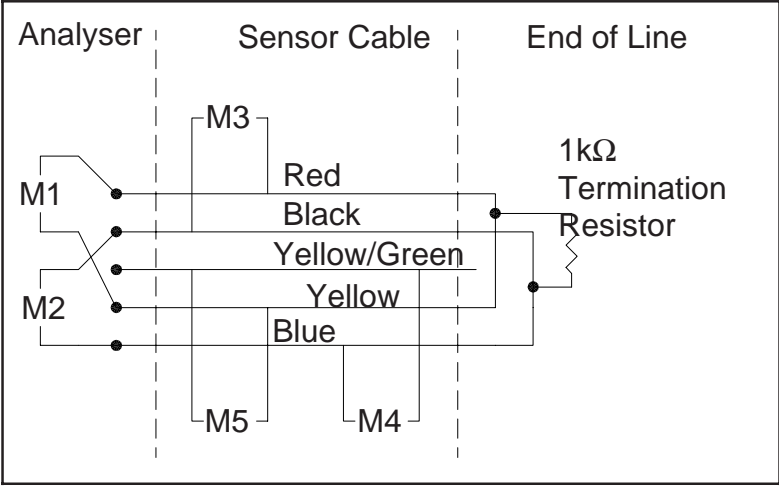 Analyser
Sensor Cable
End of Line
M3
1kΩ
Termination
Resistor
M1
Red
Black
Yellow/Green
M2
Yellow
Blue
M5
M4